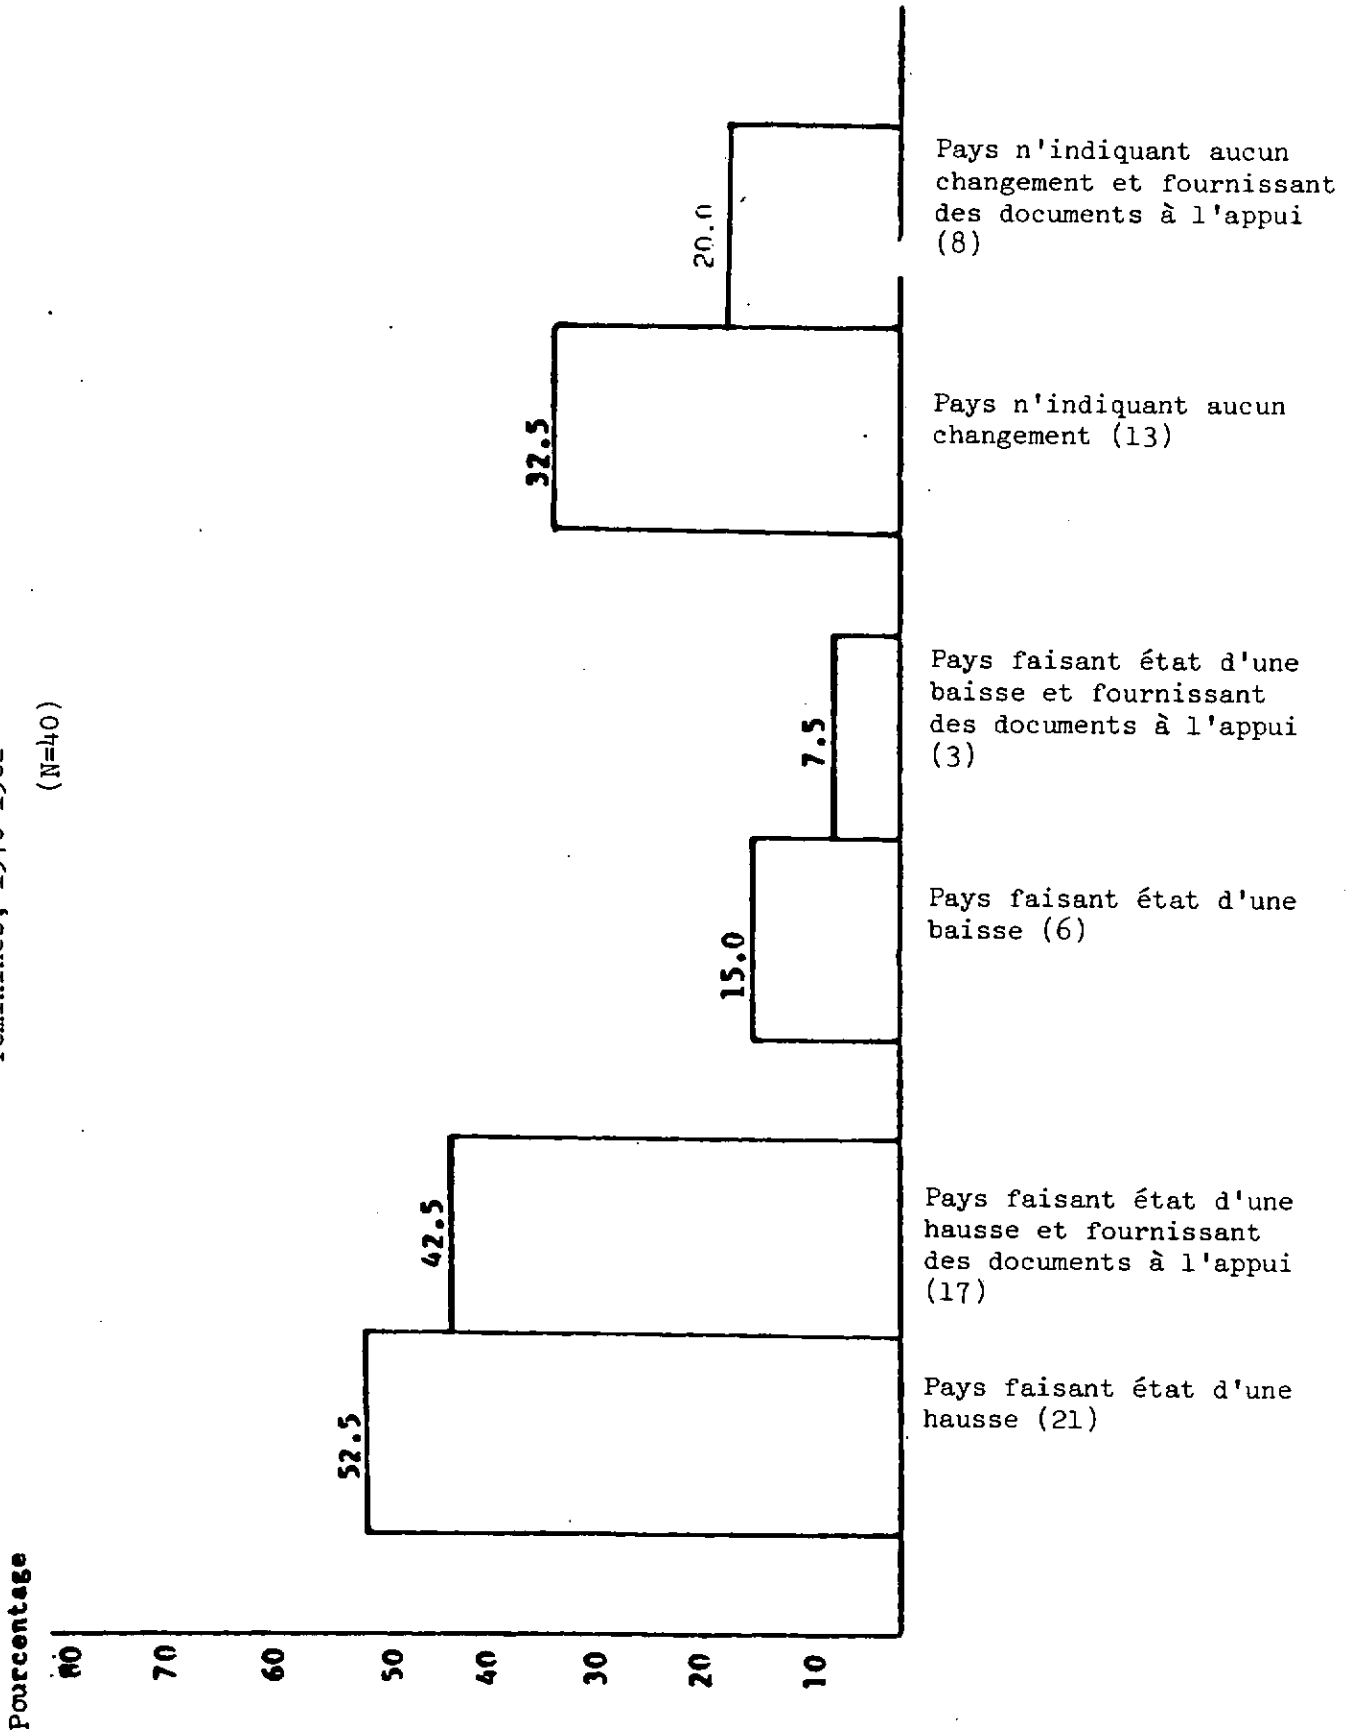 (N=40)
Pourcentage
80
70
60
50
40
30
20
10
52.5
42.5
15.0
7.5
32.5
20.0
Pays faisant état d'une
hausse (21)
Pays faisant état d'une
hausse et fournissant
des documents à l'appui
(17)
Pays faisant état d'une
baisse (6)
Pays faisant état d'une
baisse et fournissant
des documents à l'appui
(3)
Pays n'indiquant aucun
changement (13)
Pays n'indiquant aucun
changement et fournissant
des documents à l'appui
(8)